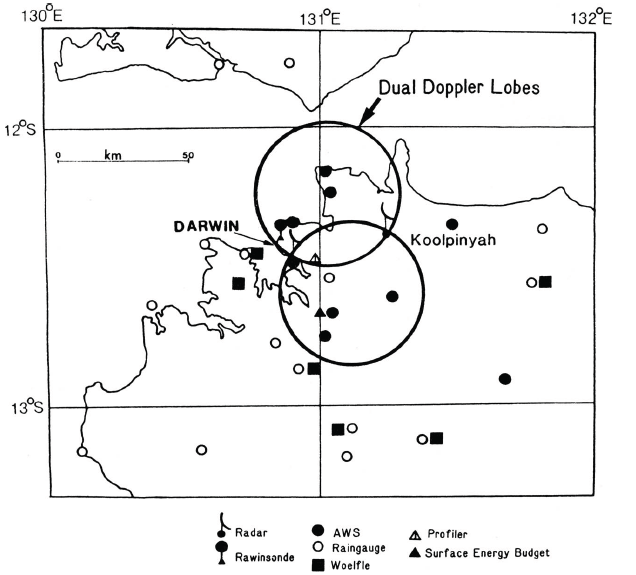 130°E
131°E
132°E
Dual Doppler Lobes
12°S
0 km 50
DARWIN
Koolpinyah
13°S
Radar
Rawinsonde
AWS
Raingauge
Woelfle
Profiler
Surface Energy Budget